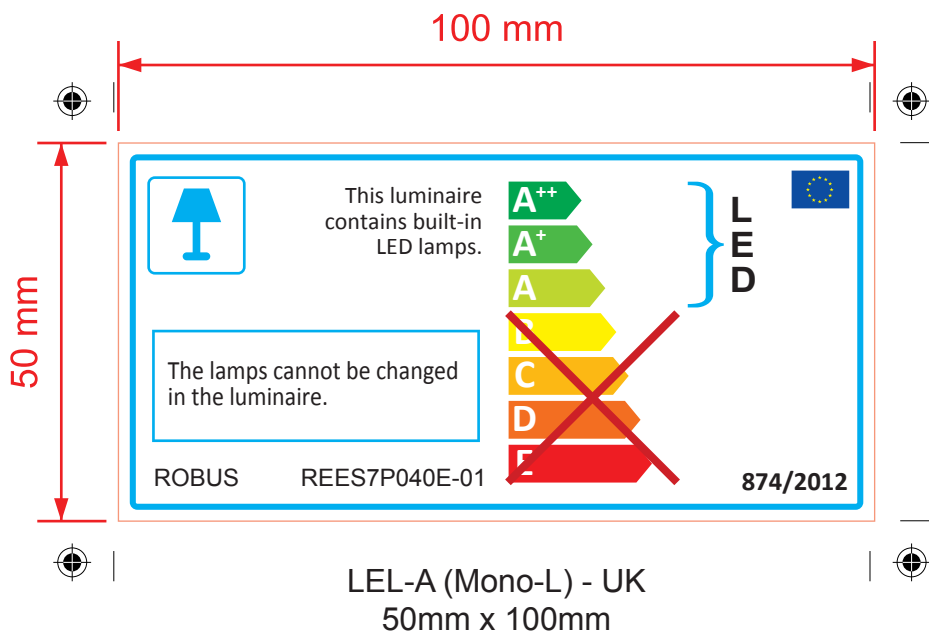 100 mm
50 mm
This luminaire
contains built-in
LED lamps.
A++
A+
A
B
C
D
E
L
E
D
The lamps cannot be changed
in the luminaire.
ROBUS REES7P040E-01
874/2012
LEL-A (Mono-L) - UK
50mm x 100mm